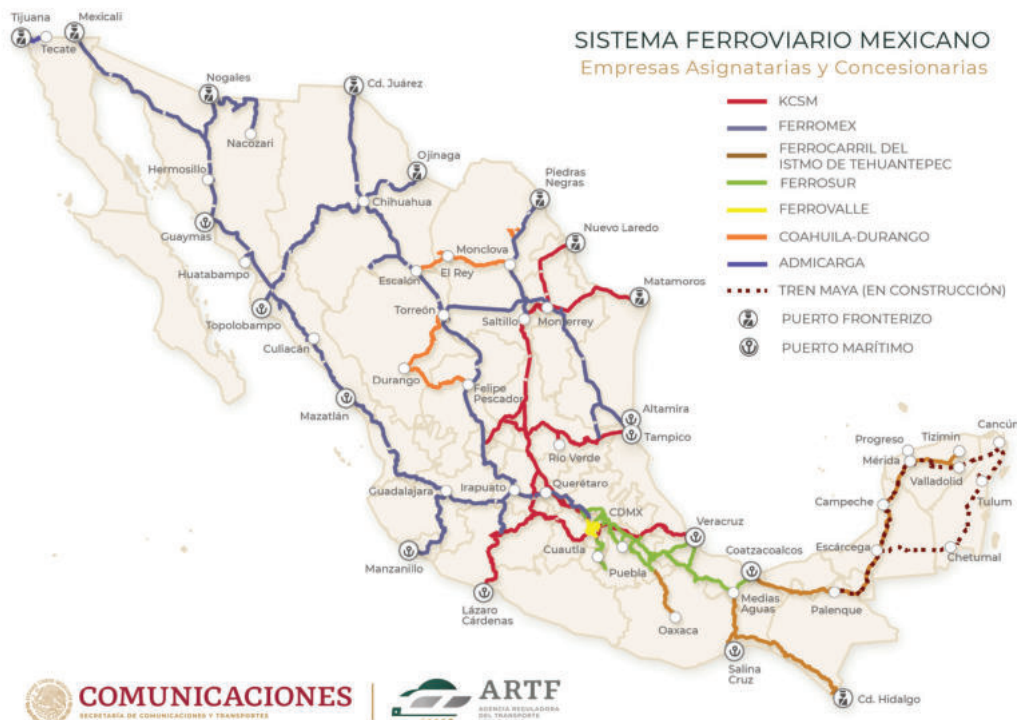 SISTEMA FERROVIARIO MEXICANO
Empresas Asignatarias y Concesionarias
KCSM
FERROMEX
FERROCARRIL DEL
ISTMO DE TEHUANTEPEC
FERROSUR
FERROVALLE
COAHUILA-DURANGO
ADMICARGA
TREN MAYA (EN CONSTRUCCIÓN)
PUERTO FRONTERIZO
PUERTO MARÍTIMO
Tijuana
Mexicali
Tecate
Nogales
Cd. Juárez
Nacozari
Ojinaga
Hermosillo
Piedras
Negras
Chihuahua
Guaymas
Nuevo Laredo
Monclova
Huatabampo
Escalón
El Rey
Matamoros
Topolobampo
Torreón
Saltillo
Monterrey
Culiacán
Durango
Felipe
Pescador
Mazatlán
Altamira
Tampico
Río Verde
Cancún
Progreso
Tizimin
Mérida
Valladolid
Guadalajara
Irapuato
Querétaro
Campeche
Tulum
CDMX
Veracruz
Manzanillo
Cuautla
Puebla
Coatzacoalcos
Escárcega
Chetumal
Lázaro
Cárdenas
Medias
Aguas
Palenque
Oaxaca
Salina
Cruz
Cd. Hidalgo
COMUNICACIONES
SECRETARÍA DE COMUNICACIONES Y TRANSPORTES
ARTF
AGENCIA REGULADORA
DEL TRANSPORTE